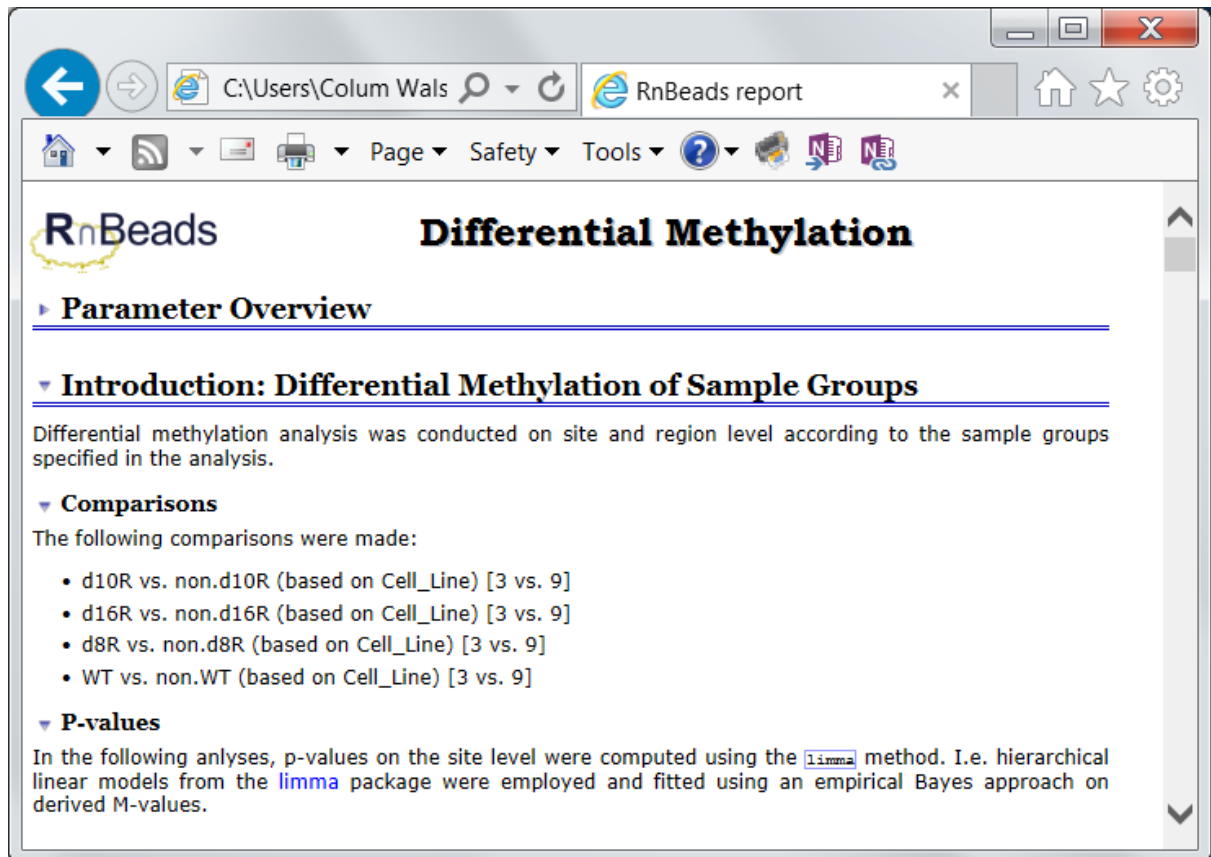 C:\Users\Colum Wals
RnBeads report
Page Safety Tools
RnBeads
Differential Methylation
Parameter Overview
Introduction: Differential Methylation of Sample Groups
Differential methylation analysis was conducted on site and region level according to the sample groups
specified in the analysis.
Comparisons
The following comparisons were made:
• d10R vs. non.d10R (based on Cell_Line) [3 vs. 9]
• d16R vs. non.d16R (based on Cell_Line) [3 vs. 9]
• d8R vs. non.d8R (based on Cell_Line) [3 vs. 9]
• WT vs. non.WT (based on Cell_Line) [3 vs. 9]
P-values
In the following anlyses, p-values on the site level were computed using the limma method. I.e. hierarchical
linear models from the limma package were employed and fitted using an empirical Bayes approach on
derived M-values.